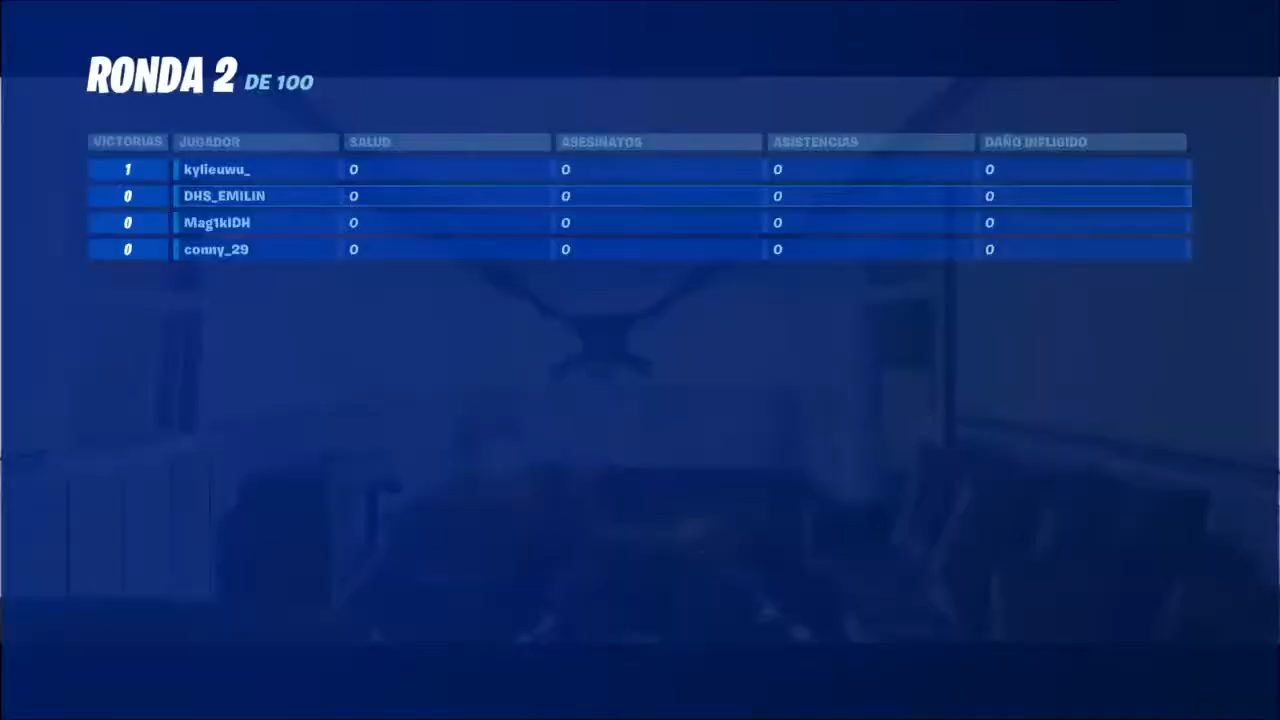 RONDA 2 DE 100
VICTORIAS JUGADOR SALUD ASESINATOS ASISTENCIAS DAÑO INFLIGIDO
1 kylieuwu_ 0 0 0 0
0 DHS_EMILIN 0 0 0 0
0 Mag1kIDH 0 0 0 0
0 conny_29 0 0 0 0